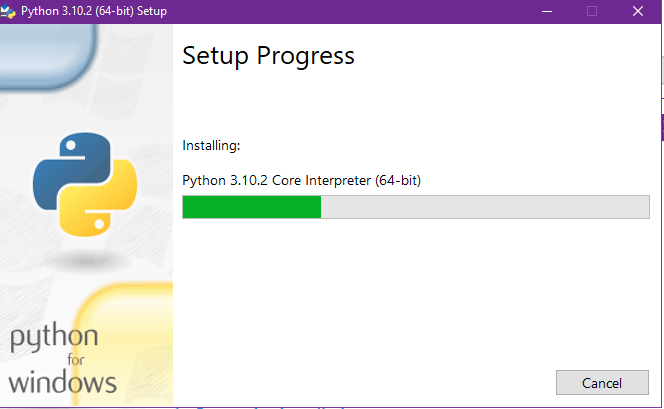 Python 3.10.2 (64-bit) Setup
Setup Progress
Installing:
Python 3.10.2 Core Interpreter (64-bit)
python
for
windows
Cancel